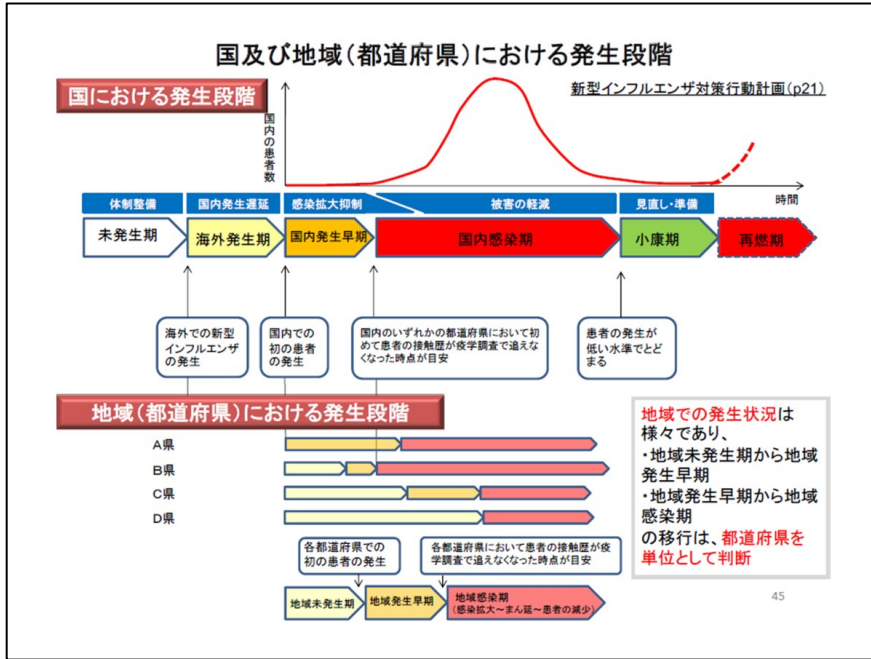 国及び地域（都道府県）における発生段階
国における発生段階
新型インフルエンザ対策行動計画（p21）
国内の患者数
時間
体制整備
国内発生遅延
感染拡大抑制
被害の軽減
見直し・準備
未発生期
海外発生期
国内発生早期
国内感染期
小康期
再燃期
海外での新型
インフルエンザ
の発生
国内での
初の患者
の発生
国内のいずれかの都道府県において初
めて患者の接触歴が疫学調査で追えな
くなった時点が目安
患者の発生が
低い水準でとど
まる
地域（都道府県）における発生段階
A県
B県
C県
D県
地域での発生状況は
様々であり、
・地域未発生期から地域
発生早期
・地域発生早期から地域
感染期
の移行は、都道府県を
単位として判断
各都道府県での
初の患者の発生
各都道府県において患者の接触歴が疫
学調査で追えなくなった時点が目安
地域未発生期
地域発生早期
地域感染期
（感染拡大～まん延～患者の減少）
45